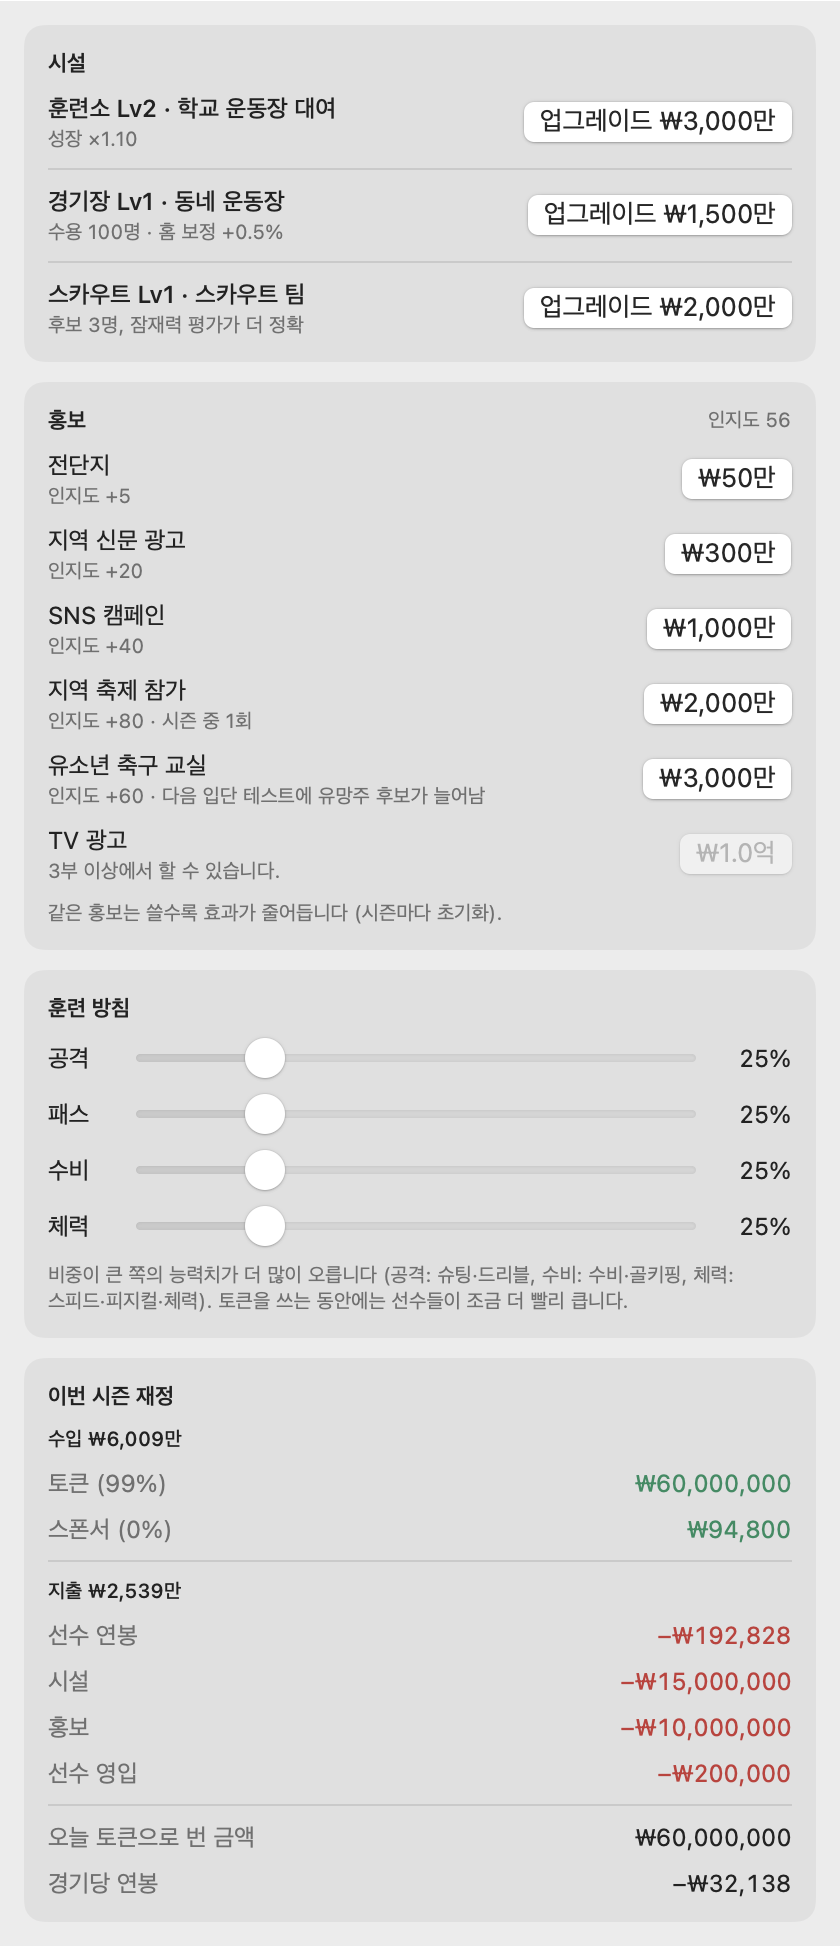 시설
훈련소 Lv2 · 학교 운동장 대여
성장 ×1.10
업그레이드 ₩3,000만
경기장 Lv1 · 동네 운동장
수용 100명 · 홈 보정 +0.5%
업그레이드 ₩1,500만
스카우트 Lv1 · 스카우트 팀
후보 3명, 잠재력 평가가 더 정확
업그레이드 ₩2,000만
홍보
인지도 56
전단지
인지도 +5
₩50만
지역 신문 광고
인지도 +20
₩300만
SNS 캠페인
인지도 +40
₩1,000만
지역 축제 참가
인지도 +80 · 시즌 중 1회
₩2,000만
유소년 축구 교실
인지도 +60 · 다음 입단 테스트에 유망주 후보가 늘어남
₩3,000만
TV 광고
3부 이상에서 할 수 있습니다.
₩1.0억
같은 홍보는 쓸수록 효과가 줄어듭니다 (시즌마다 초기화).
훈련 방침
공격 25%
패스 25%
수비 25%
체력 25%
비중이 큰 쪽의 능력치가 더 많이 오릅니다 (공격: 슈팅·드리블, 수비: 수비·골키핑, 체력:
스피드·피지컬·체력). 토큰을 쓰는 동안에는 선수들이 조금 더 빨리 큽니다.
이번 시즌 재정
수입 ₩6,009만
토큰 (99%) ₩60,000,000
스폰서 (0%) ₩94,800
지출 ₩2,539만
선수 연봉 –₩192,828
시설 –₩15,000,000
홍보 –₩10,000,000
선수 영입 –₩200,000
오늘 토큰으로 번 금액 ₩60,000,000
경기당 연봉 –₩32,138